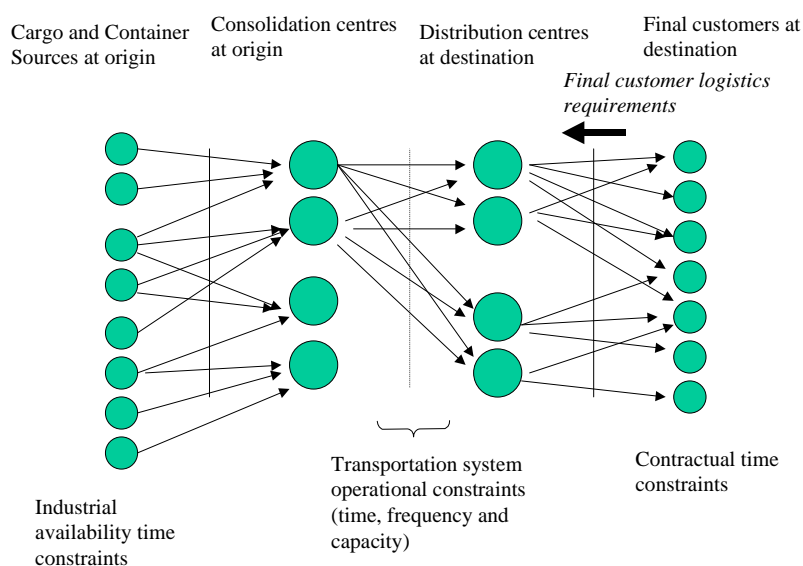 Cargo and Container
Sources at origin
Consolidation centres
at origin
Distribution centres
at destination
Final customers at
destination
Final customer logistics
requirements
Industrial
availability time
constraints
Transportation system
operational constraints
(time, frequency and
capacity)
Contractual time
constraints